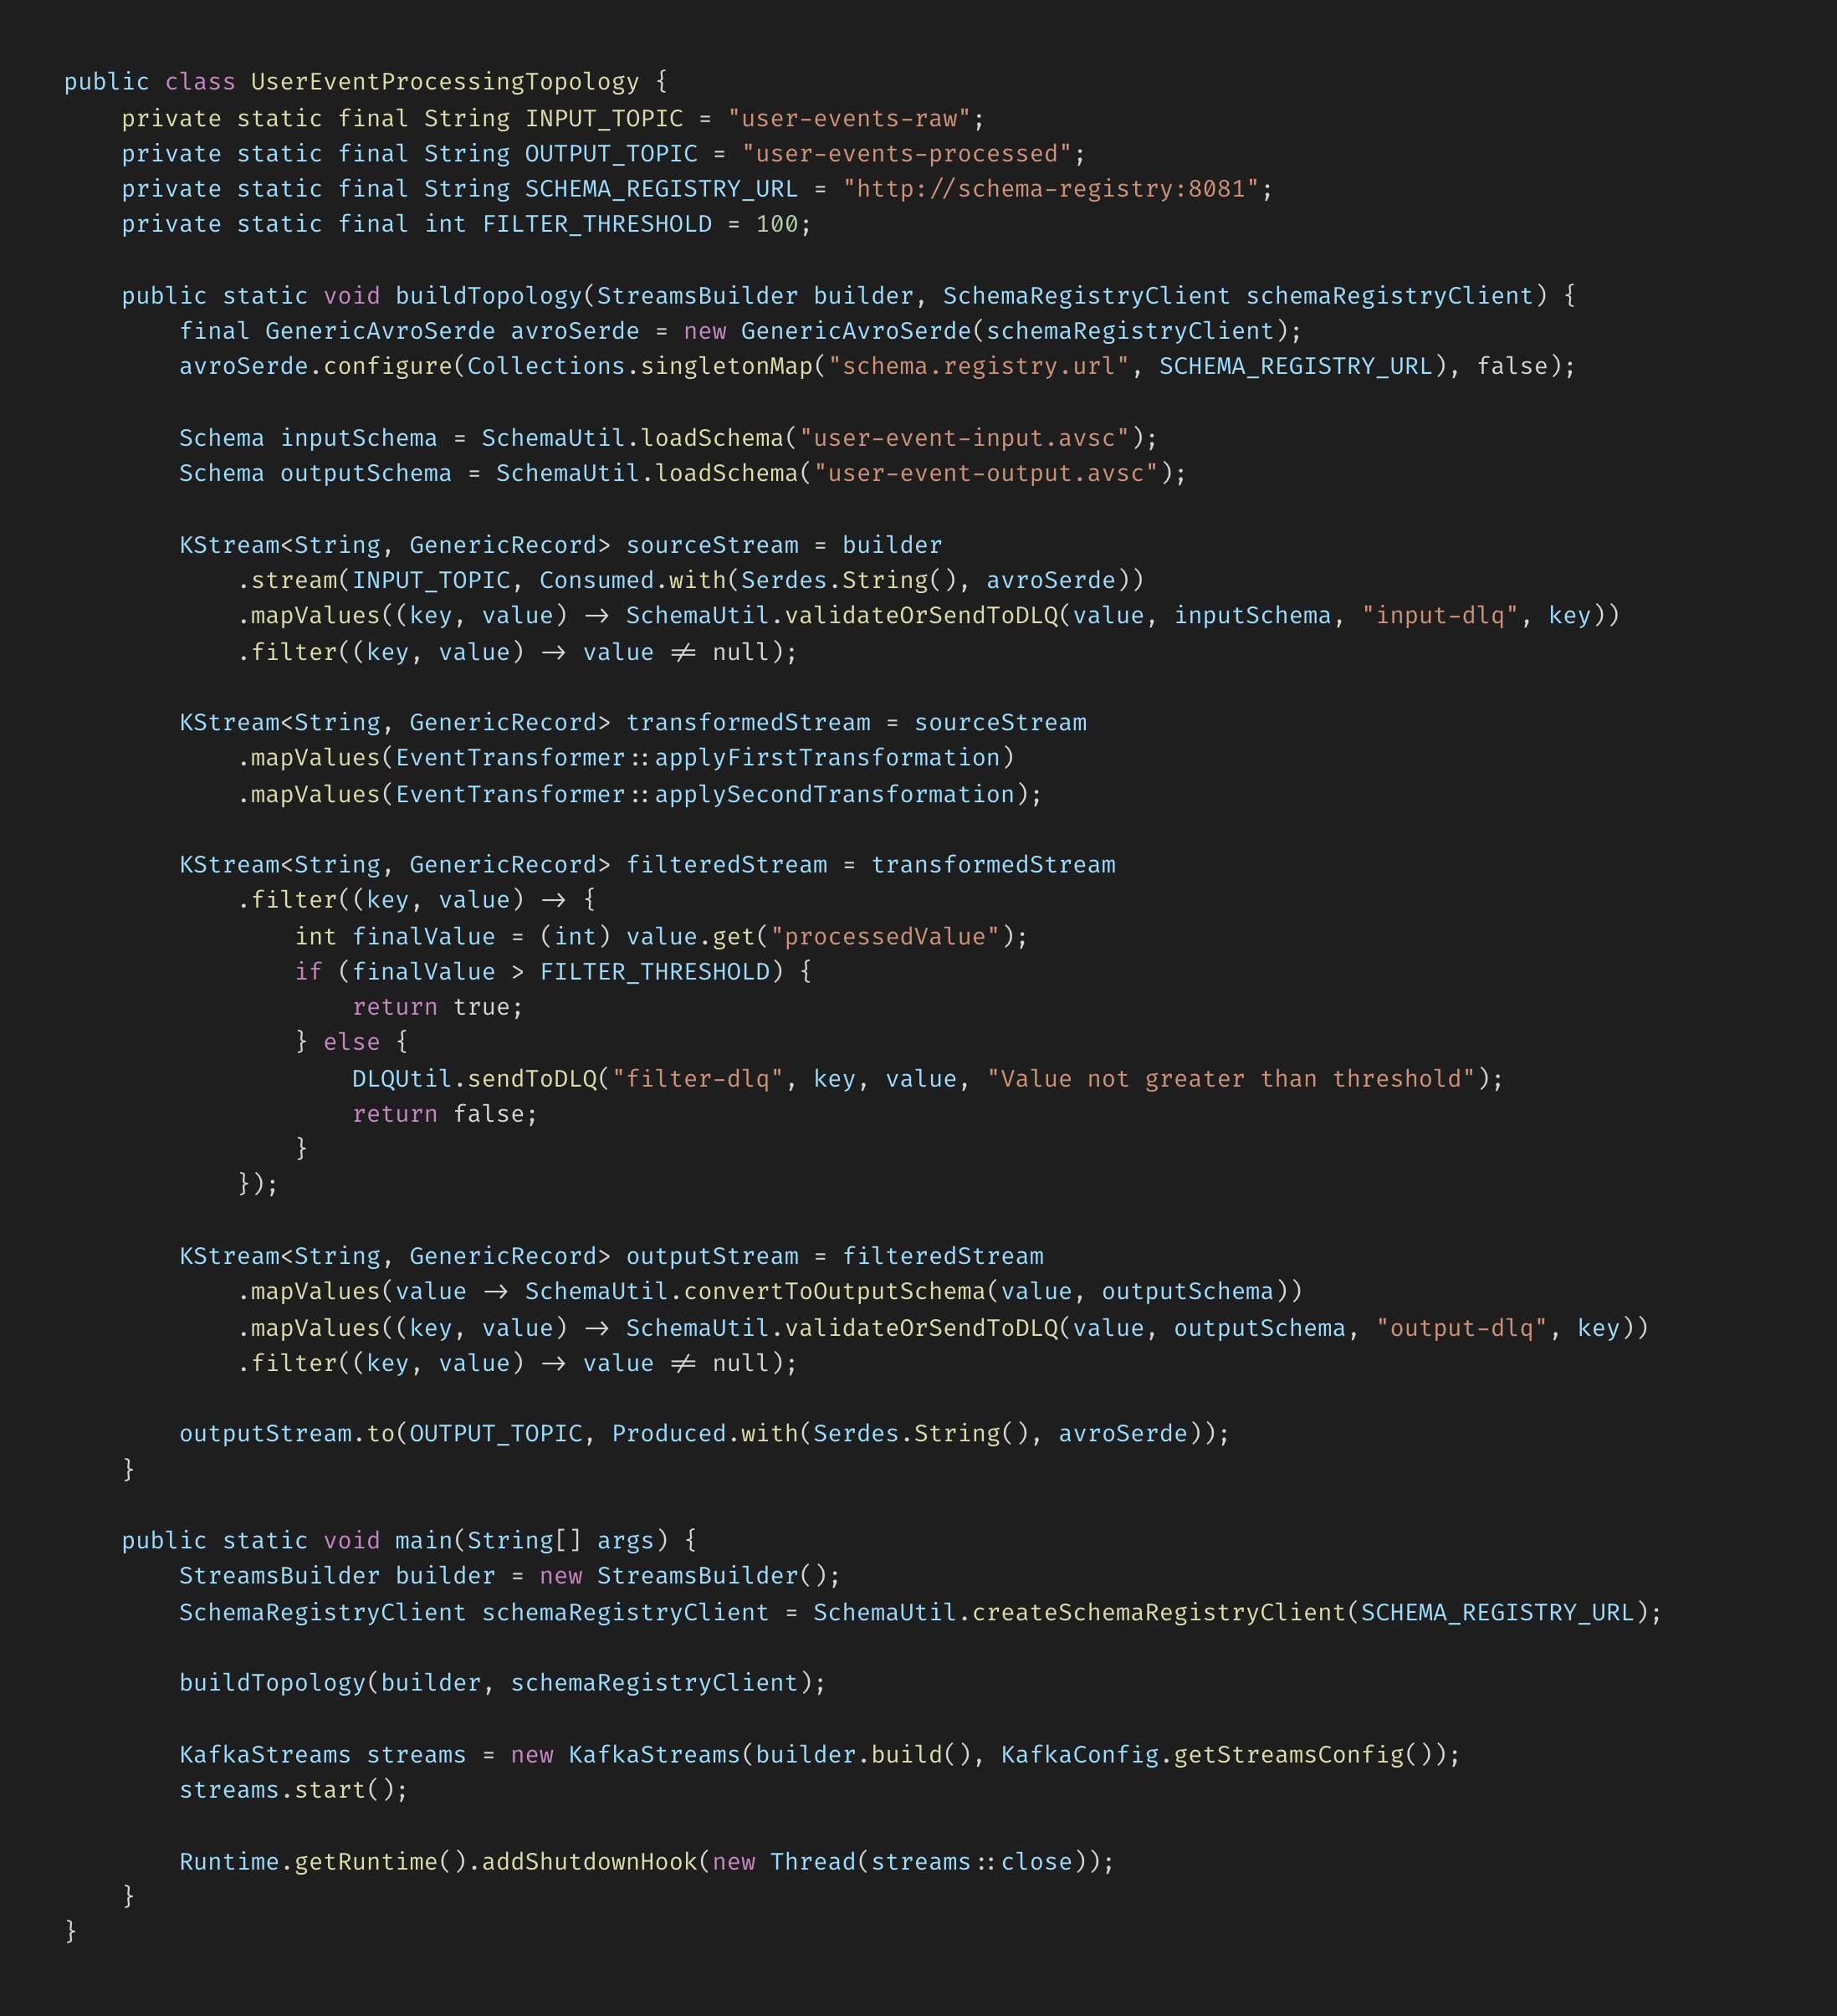 public class UserEventProcessingTopology {
    private static final String INPUT_TOPIC = "user-events-raw";
    private static final String OUTPUT_TOPIC = "user-events-processed";
    private static final String SCHEMA_REGISTRY_URL = "http://schema-registry:8081";
    private static final int FILTER_THRESHOLD = 100;

    public static void buildTopology(StreamsBuilder builder, SchemaRegistryClient schemaRegistryClient) {
        final GenericAvroSerde avroSerde = new GenericAvroSerde(schemaRegistryClient);
        avroSerde.configure(Collections.singletonMap("schema.registry.url", SCHEMA_REGISTRY_URL), false);

        Schema inputSchema = SchemaUtil.loadSchema("user-event-input.avsc");
        Schema outputSchema = SchemaUtil.loadSchema("user-event-output.avsc");

        KStream<String, GenericRecord> sourceStream = builder
            .stream(INPUT_TOPIC, Consumed.with(Serdes.String(), avroSerde))
            .mapValues((key, value) -> SchemaUtil.validateOrSendToDLQ(value, inputSchema, "input-dlq", key))
            .filter((key, value) -> value != null);

        KStream<String, GenericRecord> transformedStream = sourceStream
            .mapValues(EventTransformer::applyFirstTransformation)
            .mapValues(EventTransformer::applySecondTransformation);

        KStream<String, GenericRecord> filteredStream = transformedStream
            .filter((key, value) -> {
                int finalValue = (int) value.get("processedValue");
                if (finalValue > FILTER_THRESHOLD) {
                    return true;
                } else {
                    DLQUtil.sendToDLQ("filter-dlq", key, value, "Value not greater than threshold");
                    return false;
                }
            });

        KStream<String, GenericRecord> outputStream = filteredStream
            .mapValues(value -> SchemaUtil.convertToOutputSchema(value, outputSchema))
            .mapValues((key, value) -> SchemaUtil.validateOrSendToDLQ(value, outputSchema, "output-dlq", key))
            .filter((key, value) -> value != null);

        outputStream.to(OUTPUT_TOPIC, Produced.with(Serdes.String(), avroSerde));
    }

    public static void main(String[] args) {
        StreamsBuilder builder = new StreamsBuilder();
        SchemaRegistryClient schemaRegistryClient = SchemaUtil.createSchemaRegistryClient(SCHEMA_REGISTRY_URL);

        buildTopology(builder, schemaRegistryClient);

        KafkaStreams streams = new KafkaStreams(builder.build(), KafkaConfig.getStreamsConfig());
        streams.start();

        Runtime.getRuntime().addShutdownHook(new Thread(streams::close));
    }
}